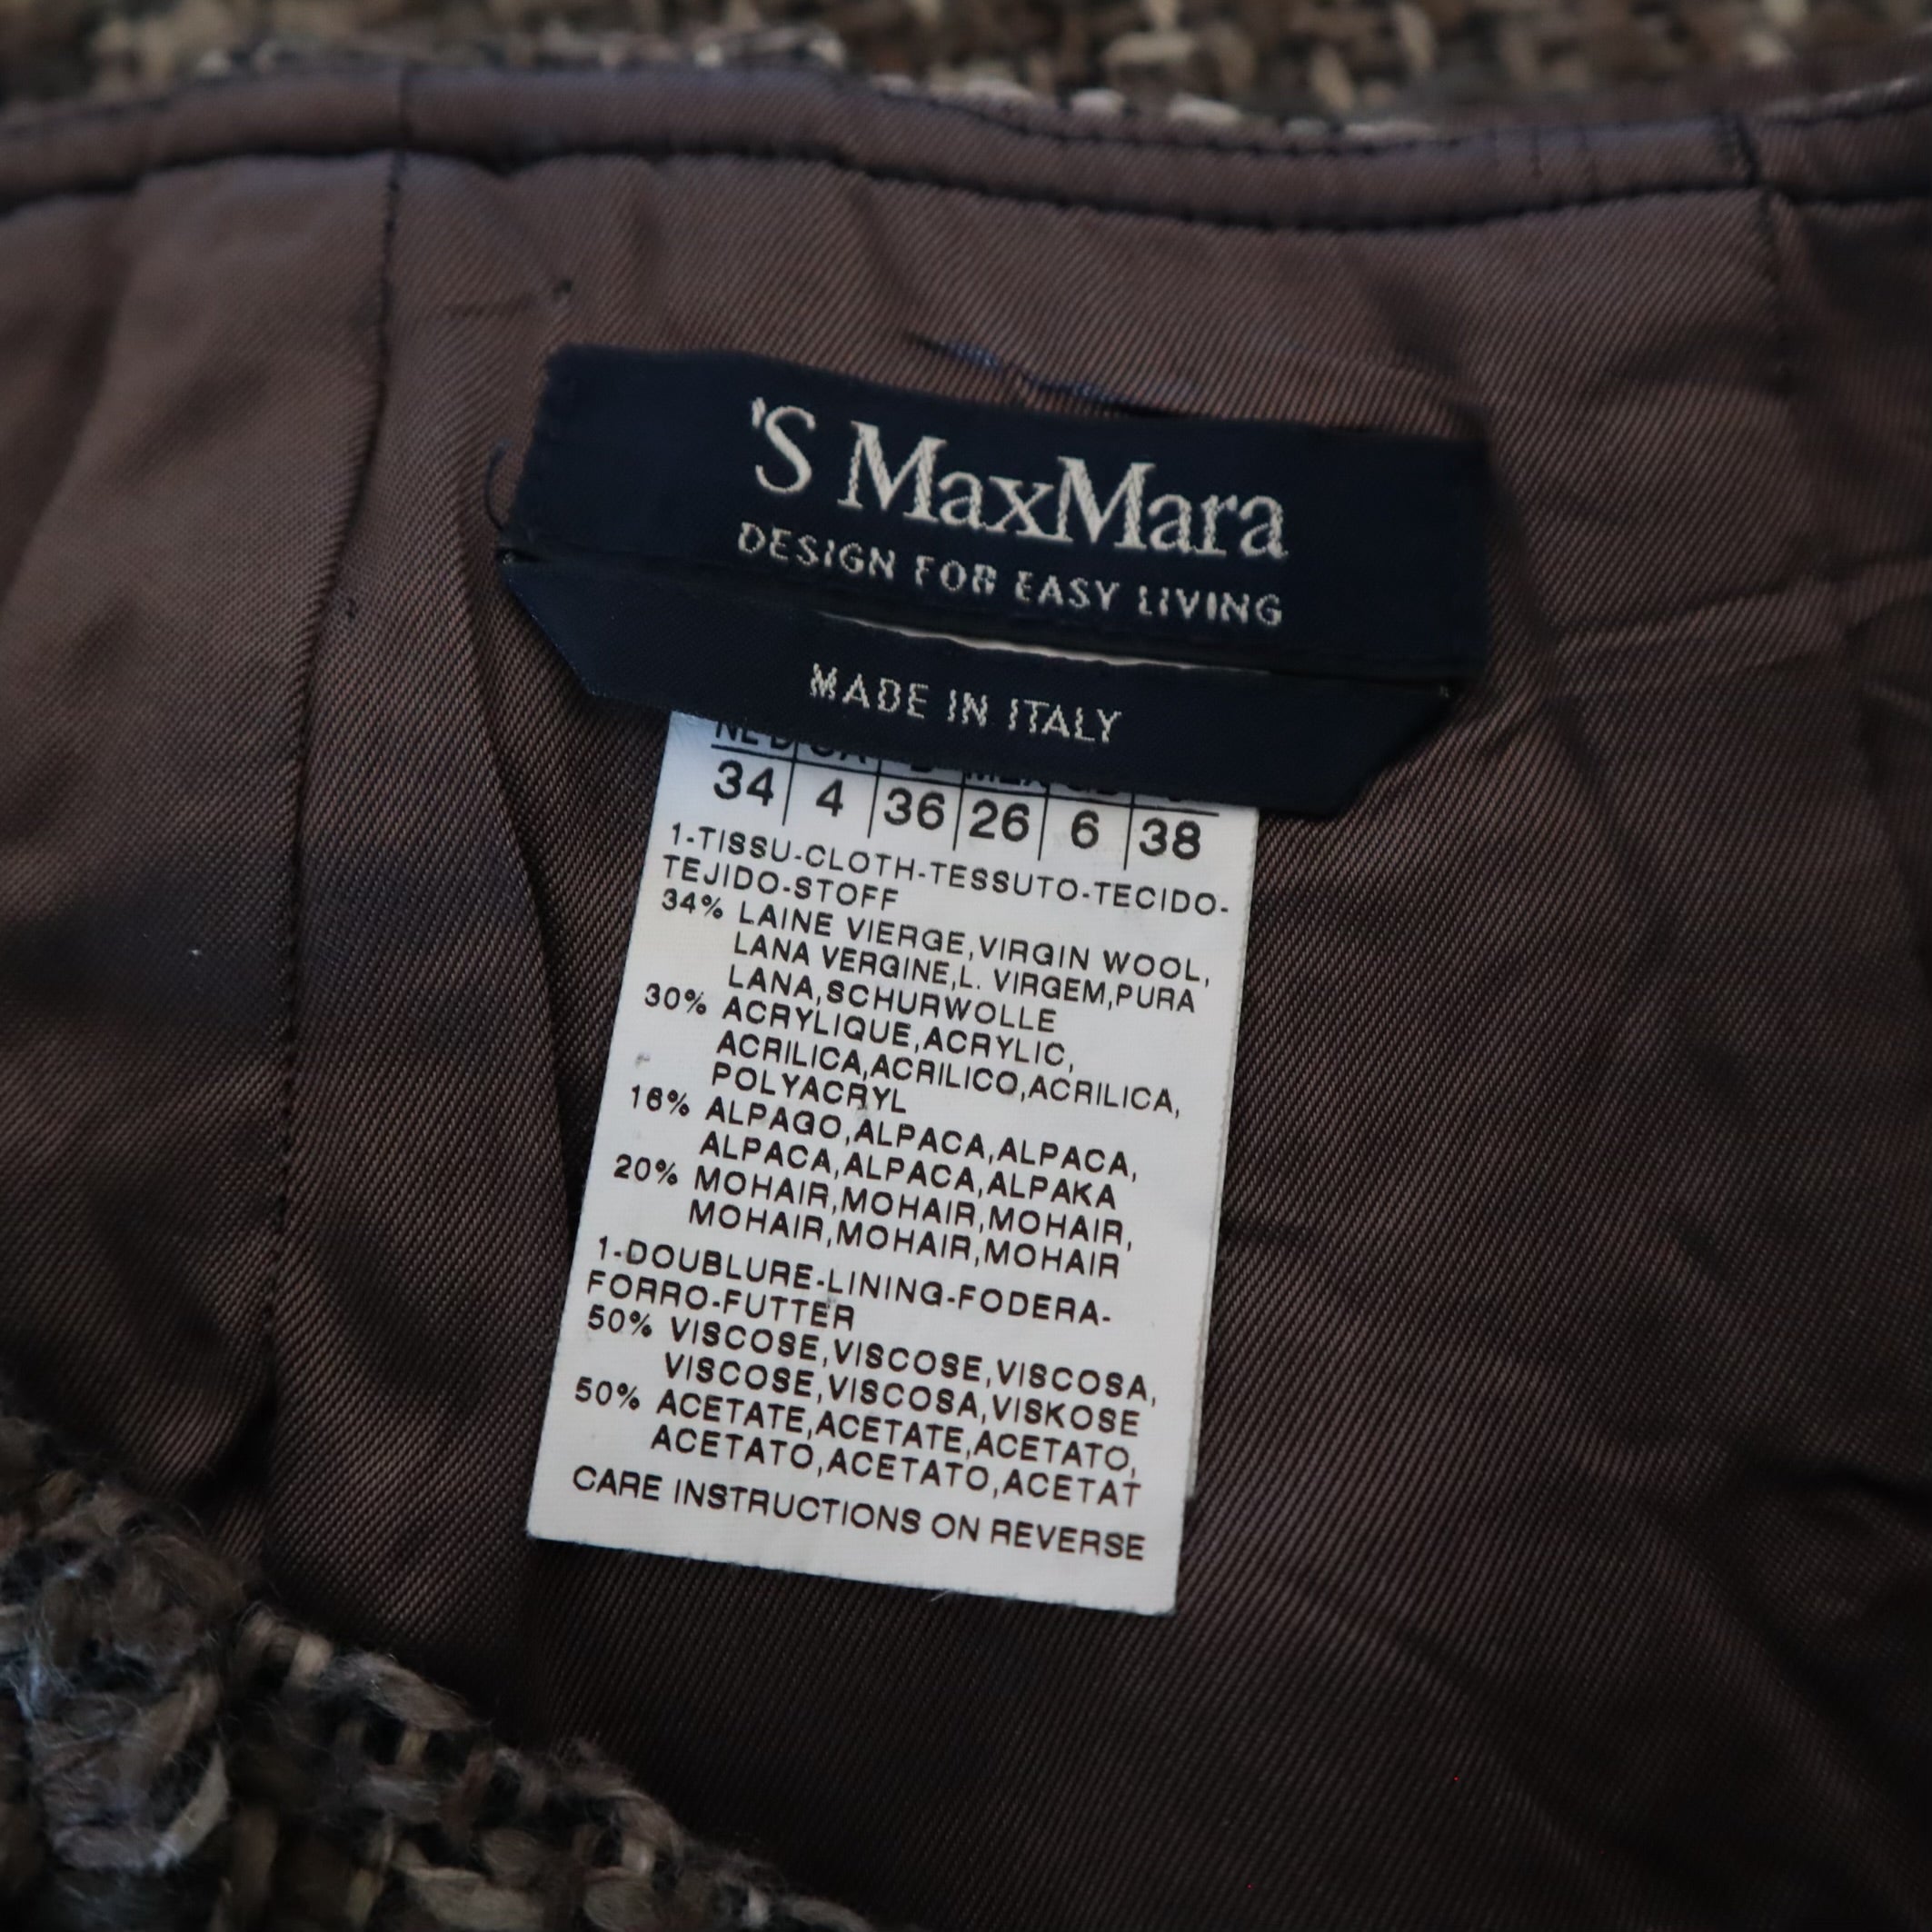 'S MaxMara
DESIGN FOR EASY LIVING
MADE IN ITALY
34 4 36 26 6 38
1-TISSU-CLOTH-TESSUTO-TECIDO-
TEJIDO-STOFF
34% LAINE VIERGE,VIRGIN WOOL,
LANA VERGINE,L. VIRGEM,PURA
LANA,SCHURWOLLE
30% ACRYLIQUE,ACRYLIC,
ACRILICA,ACRILICO,ACRILICA,
POLYACRYL
16% ALPAGO,ALPACA,ALPACA,
ALPACA,ALPACA,ALPAKA
20% MOHAIR,MOHAIR,MOHAIR,
MOHAIR,MOHAIR,MOHAIR
1-DOUBLURE-LINING-FODERA-
FORRO-FUTTER
50% VISCOSE,VISCOSE,VISCOSA,
VISCOSE,VISCOSA,VISKOSE
50% ACETATE,ACETATE,ACETATO,
ACETATO,ACETATO,ACETAT
CARE INSTRUCTIONS ON REVERSE